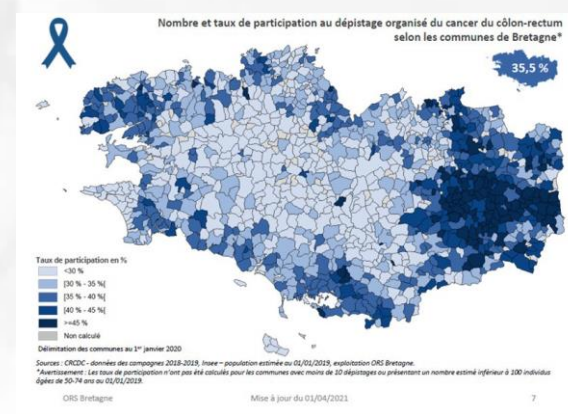 Nombre et taux de participation au dépistage organisé du cancer du côlon-rectum
selon les communes de Bretagne*
35,5 %
Taux de participation en %
<30 %
[30 % - 35 %[
[35 % - 40 %[
[40 % - 45 %[
>=45 %
Non calculé
Délimitation des communes au 1er janvier 2020
Sources : CRCDC - données des campagnes 2018-2019, Insee – population estimée au 01/01/2019, exploitation ORS Bretagne.
*Avertissement : Les taux de participation n'ont pas été calculés pour les communes avec moins de 10 dépistages ou présentant un nombre estimé inférieur à 100 individus
âgées de 50-74 ans au 01/01/2019.
ORS Bretagne
Mise à jour du 01/04/2021
7